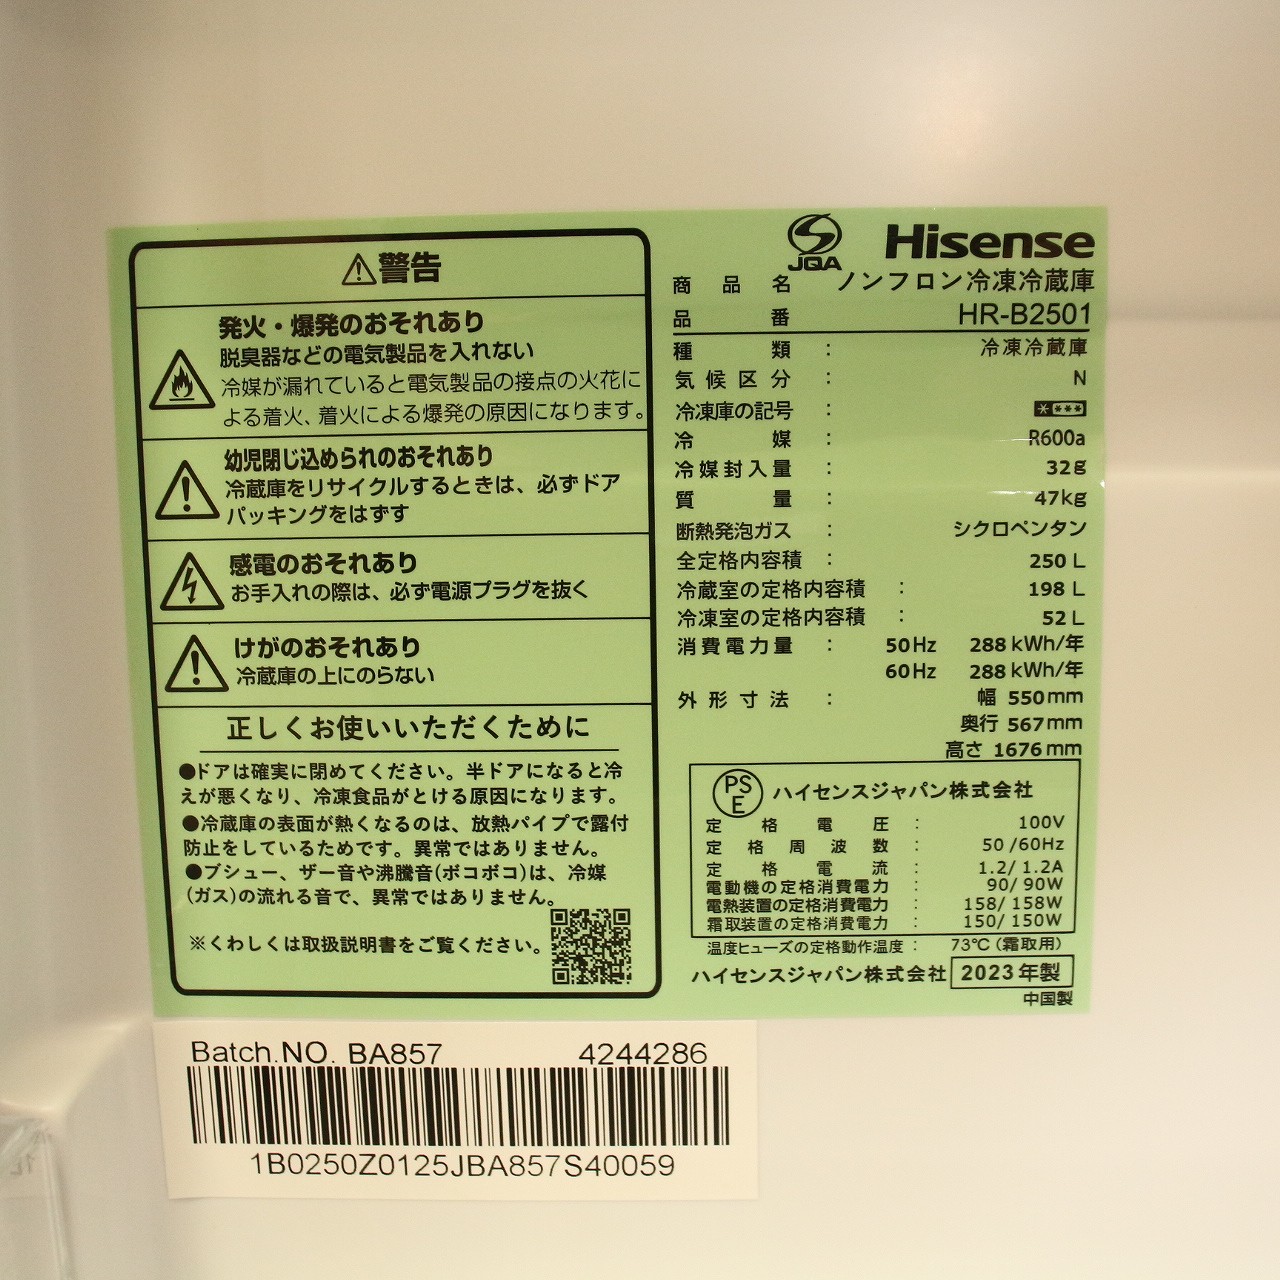 警告
発火・爆発のおそれあり
脱臭器などの電気製品を入れない
冷媒が漏れていると電気製品の接点の火花に
よる着火、着火による爆発の原因になります。
幼児閉じ込められのおそれあり
冷蔵庫をリサイクルするときは、必ずドア
パッキングをはずす
感電のおそれあり
お手入れの際は、必ず電源プラグを抜く
けがのおそれあり
冷蔵庫の上にのらない
正しくお使いいただくために
●ドアは確実に閉めてください。半ドアになると冷
えが悪くなり、冷凍食品がとける原因になります。
●冷蔵庫の表面が熱くなるのは、放熱パイプで露付
防止をしているためです。異常ではありません。
●ブシュー、ザー音や沸騰音(ボコボコ)は、冷媒
(ガス)の流れる音で、異常ではありません。
※くわしくは取扱説明書をご覧ください。
JQA Hisense
商品名 ノンフロン冷凍冷蔵庫
品番 HR-B2501
種類 : 冷凍冷蔵庫
気候区分 : N
冷凍庫の記号 : * ***
冷媒 : R600a
冷媒封入量 : 32g
質量 : 47kg
断熱発泡ガス : シクロペンタン
全定格内容積 : 250 L
冷蔵室の定格内容積 : 198 L
冷凍室の定格内容積 : 52 L
消費電力量 : 50Hz 288 kWh/年
60Hz 288 kWh/年
外形寸法 : 幅 550mm
奥行 567mm
高さ 1676mm
PSE ハイセンスジャパン株式会社
定格電圧 : 100V
定格周波数 : 50/60Hz
定格電流 : 1.2/1.2A
電動機の定格消費電力 : 90/90W
電熱装置の定格消費電力 : 158/158W
霜取装置の定格消費電力 : 150/150W
温度ヒューズの定格動作温度 : 73℃(霜取用)
ハイセンスジャパン株式会社 2023年製
中国製
Batch.NO. BA857 4244286
1B0250Z0125JBA857S40059